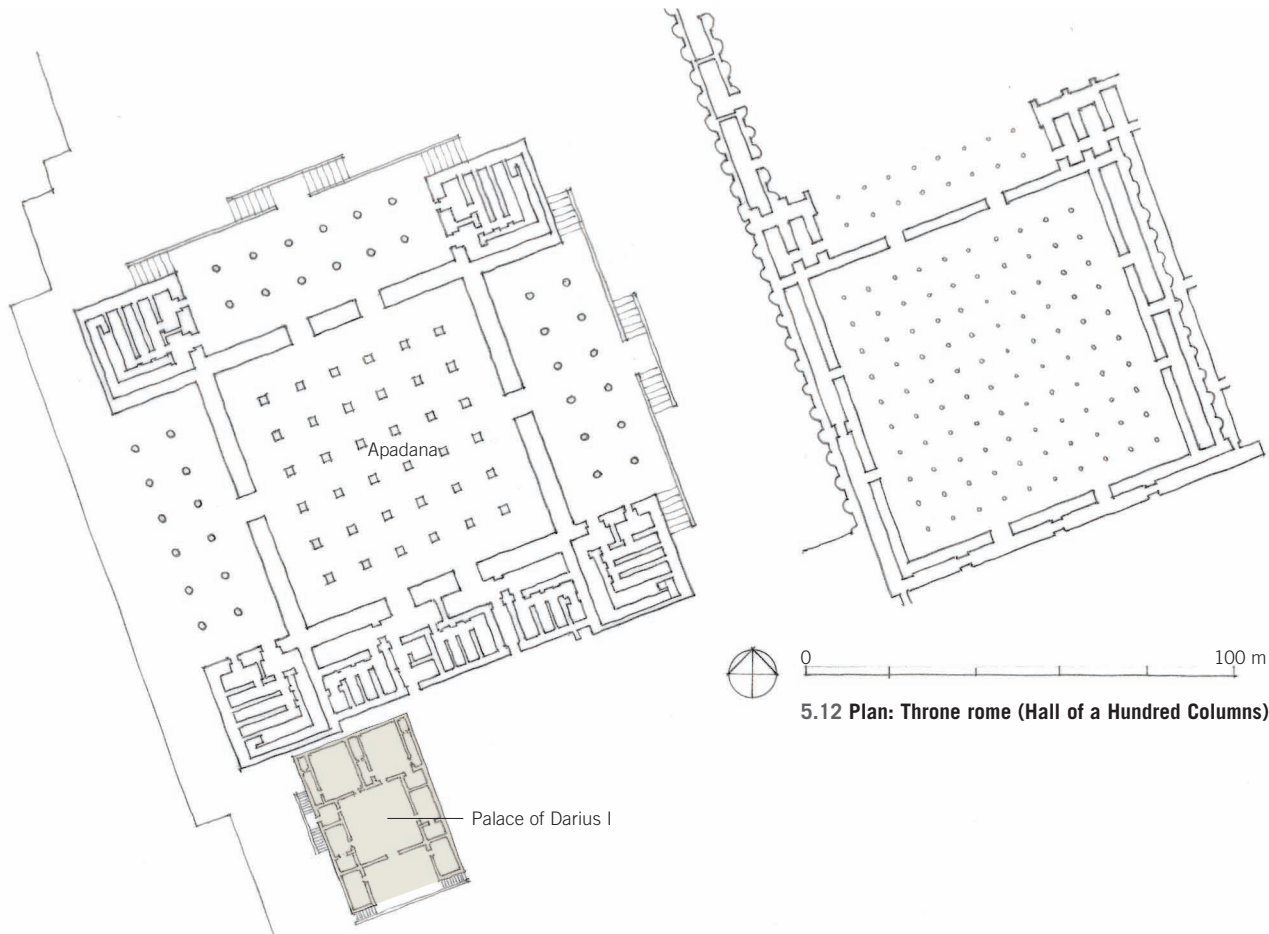 Apadana
0 100 m
5.12 Plan: Throne rome (Hall of a Hundred Columns)
Palace of Darius I